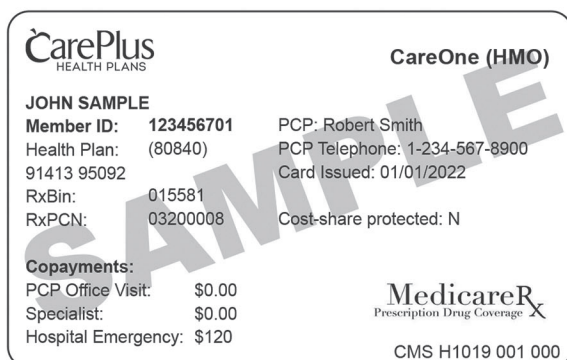 CarePlus
HEALTH PLANS
CareOne (HMO)
JOHN SAMPLE
Member ID: 123456701
PCP: Robert Smith
Health Plan: (80840)
PCP Telephone: 1-234-567-8900
91413 95092
Card Issued: 01/01/2022
RxBin: 015581
RxPCN: 03200008
Cost-share protected: N
Copayments:
PCP Office Visit: $0.00
Specialist: $0.00
Hospital Emergency: $120
MedicareRx
Prescription Drug Coverage
CMS H1019 001 000
SAMPLE